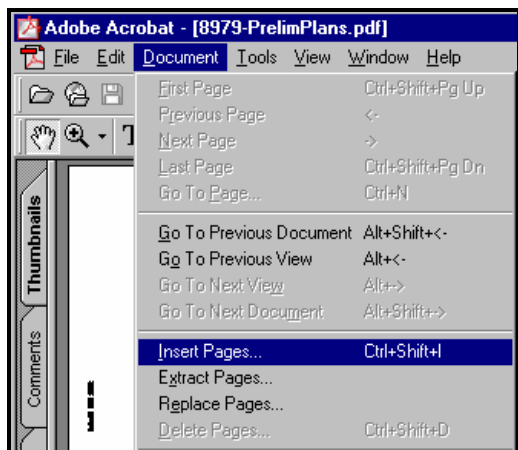 Adobe Acrobat - [8979-PrelimPlans.pdf]
File Edit Document Tools View Window Help
First Page Ctrl+Shift+Pg Up
Previous Page <-
Next Page ->
Last Page Ctrl+Shift+Pg Dn
Go To Page... Ctrl+N
Go To Previous Document Alt+Shift+<-
Go To Previous View Alt+<-
Go To Next View Alt+->
Go To Next Document Alt+Shift+->
Insert Pages... Ctrl+Shift+I
Extract Pages...
Replace Pages...
Delete Pages... Ctrl+Shift+D
Thumbnails
Comments